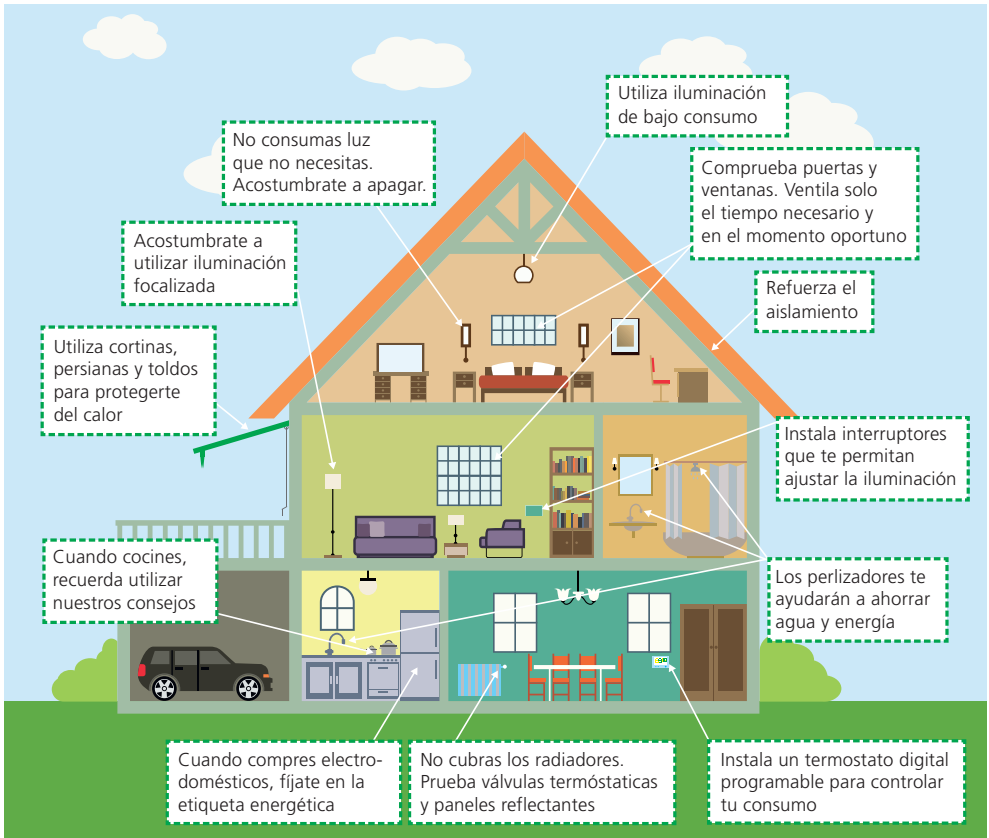 Utiliza iluminación
de bajo consumo
No consumas luz
que no necesitas.
Acostumbrate a apagar.
Comprueba puertas y
ventanas. Ventila solo
el tiempo necesario y
en el momento oportuno
Acostumbrate a
utilizar iluminación
focalizada
Refuerza el
aislamiento
Utiliza cortinas,
persianas y toldos
para protegerte
del calor
Instala interruptores
que te permitan
ajustar la iluminación
Cuando cocines,
recuerda utilizar
nuestros consejos
Los perlizadores te
ayudarán a ahorrar
agua y energía
Cuando compres electro-
domésticos, fíjate en la
etiqueta energética
No cubras los radiadores.
Prueba válvulas termóstaticas
y paneles reflectantes
Instala un termostato digital
programable para controlar
tu consumo